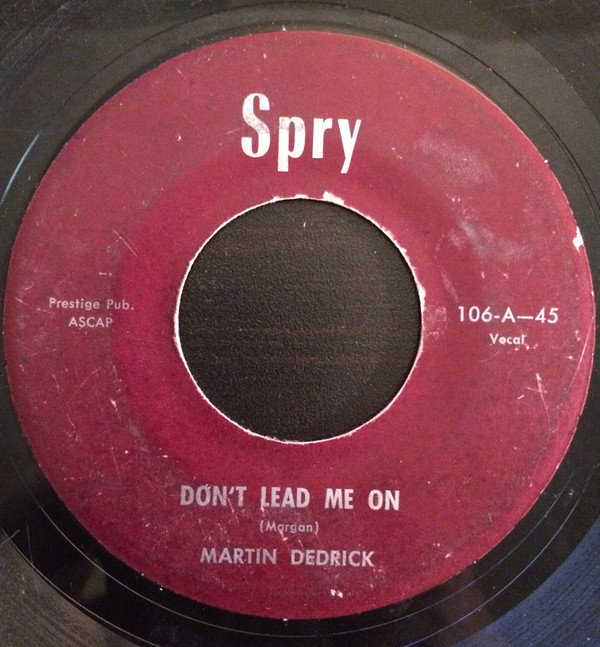 Spry
Prestige Pub.
ASCAP
106-A—45
Vocal
DON'T LEAD ME ON
(Morgan)
MARTIN DEDRICK